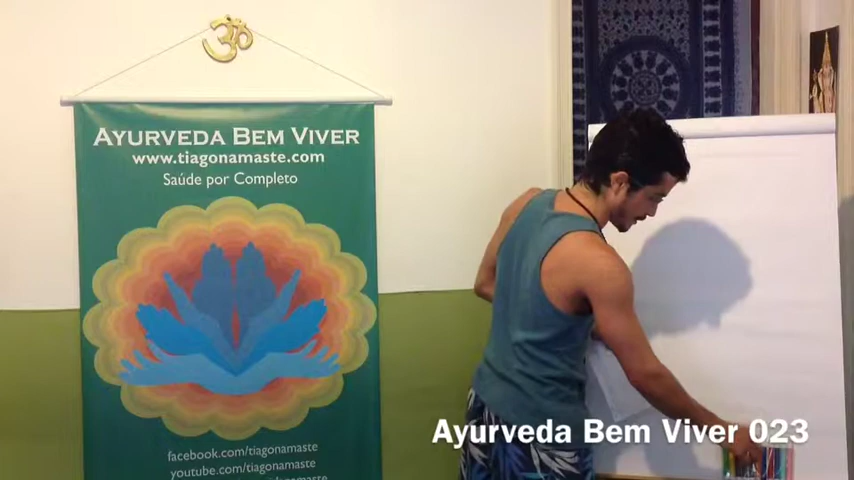 AYURVEDA BEM VIVER
www.tiagonamaste.com
Saúde por Completo
facebook.com/tiagonamaste
youtube.com/tiagonamaste
Ayurveda Bem Viver 023